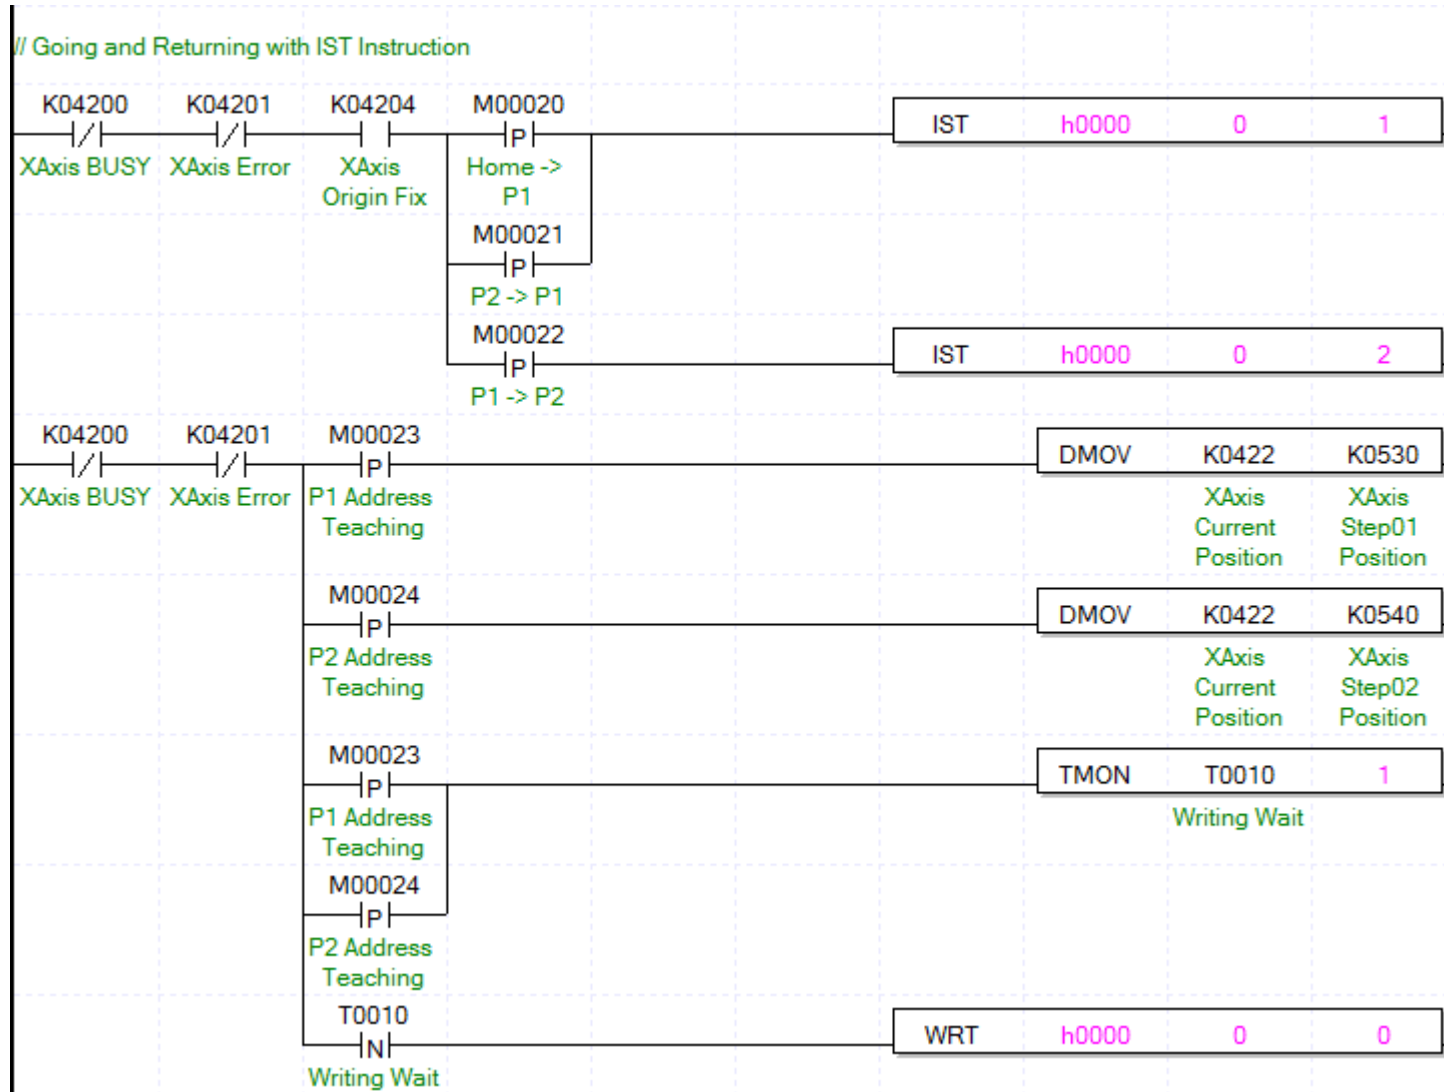 // Going and Returning with IST Instruction
K04200 K04201 K04204 M00020
P
IST h0000 0 1
XAxis BUSY XAxis Error XAxis Origin Fix Home -> P1
M00021
P
P2 -> P1
M00022
P
IST h0000 0 2
P1 -> P2
K04200 K04201 M00023
P
DMOV K0422 K0530
XAxis BUSY XAxis Error P1 Address Teaching XAxis Current Position XAxis Step01 Position
M00024
P
DMOV K0422 K0540
P2 Address Teaching XAxis Current Position XAxis Step02 Position
M00023
P
TMON T0010 1
P1 Address Teaching Writing Wait
M00024
P
P2 Address Teaching
T0010
N
WRT h0000 0 0
Writing Wait